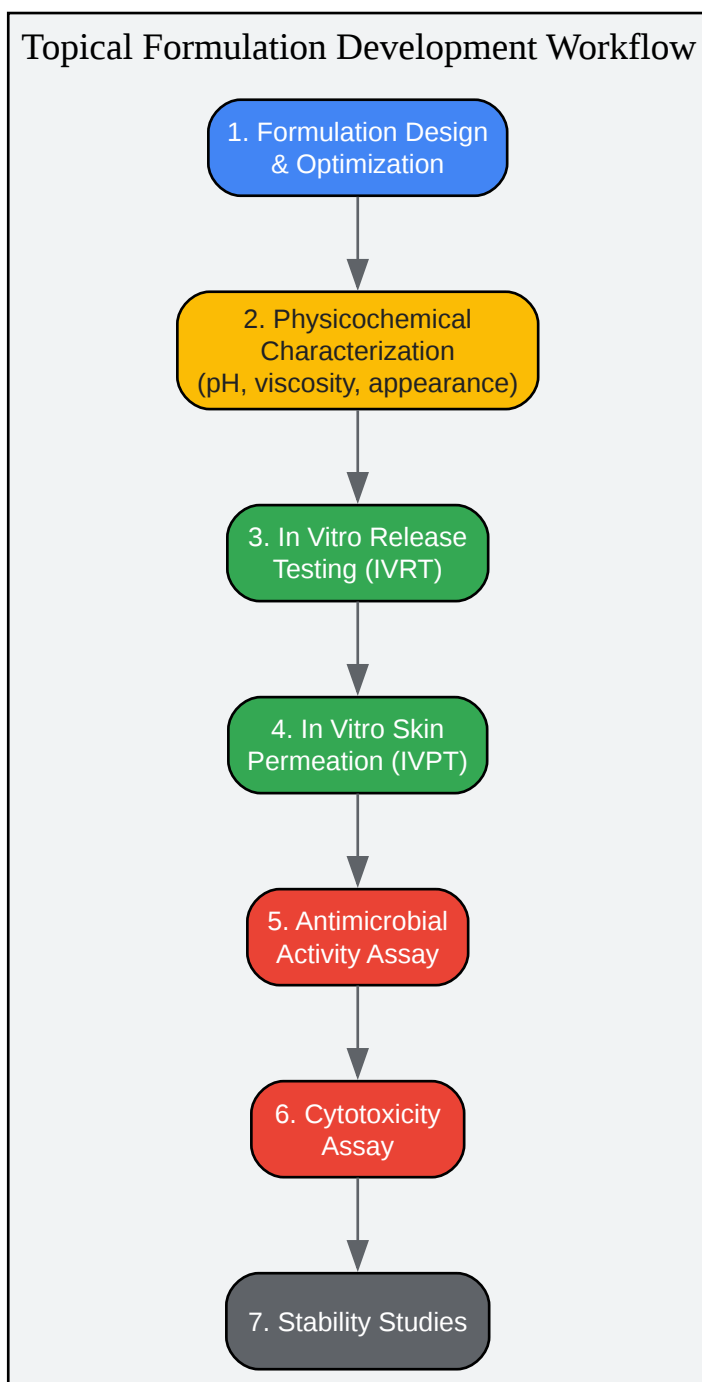 Topical Formulation Development Workflow
1. Formulation Design
& Optimization
2. Physicochemical
Characterization
(pH, viscosity, appearance)
3. In Vitro Release
Testing (IVRT)
4. In Vitro Skin
Permeation (IVPT)
5. Antimicrobial
Activity Assay
6. Cytotoxicity
Assay
7. Stability Studies